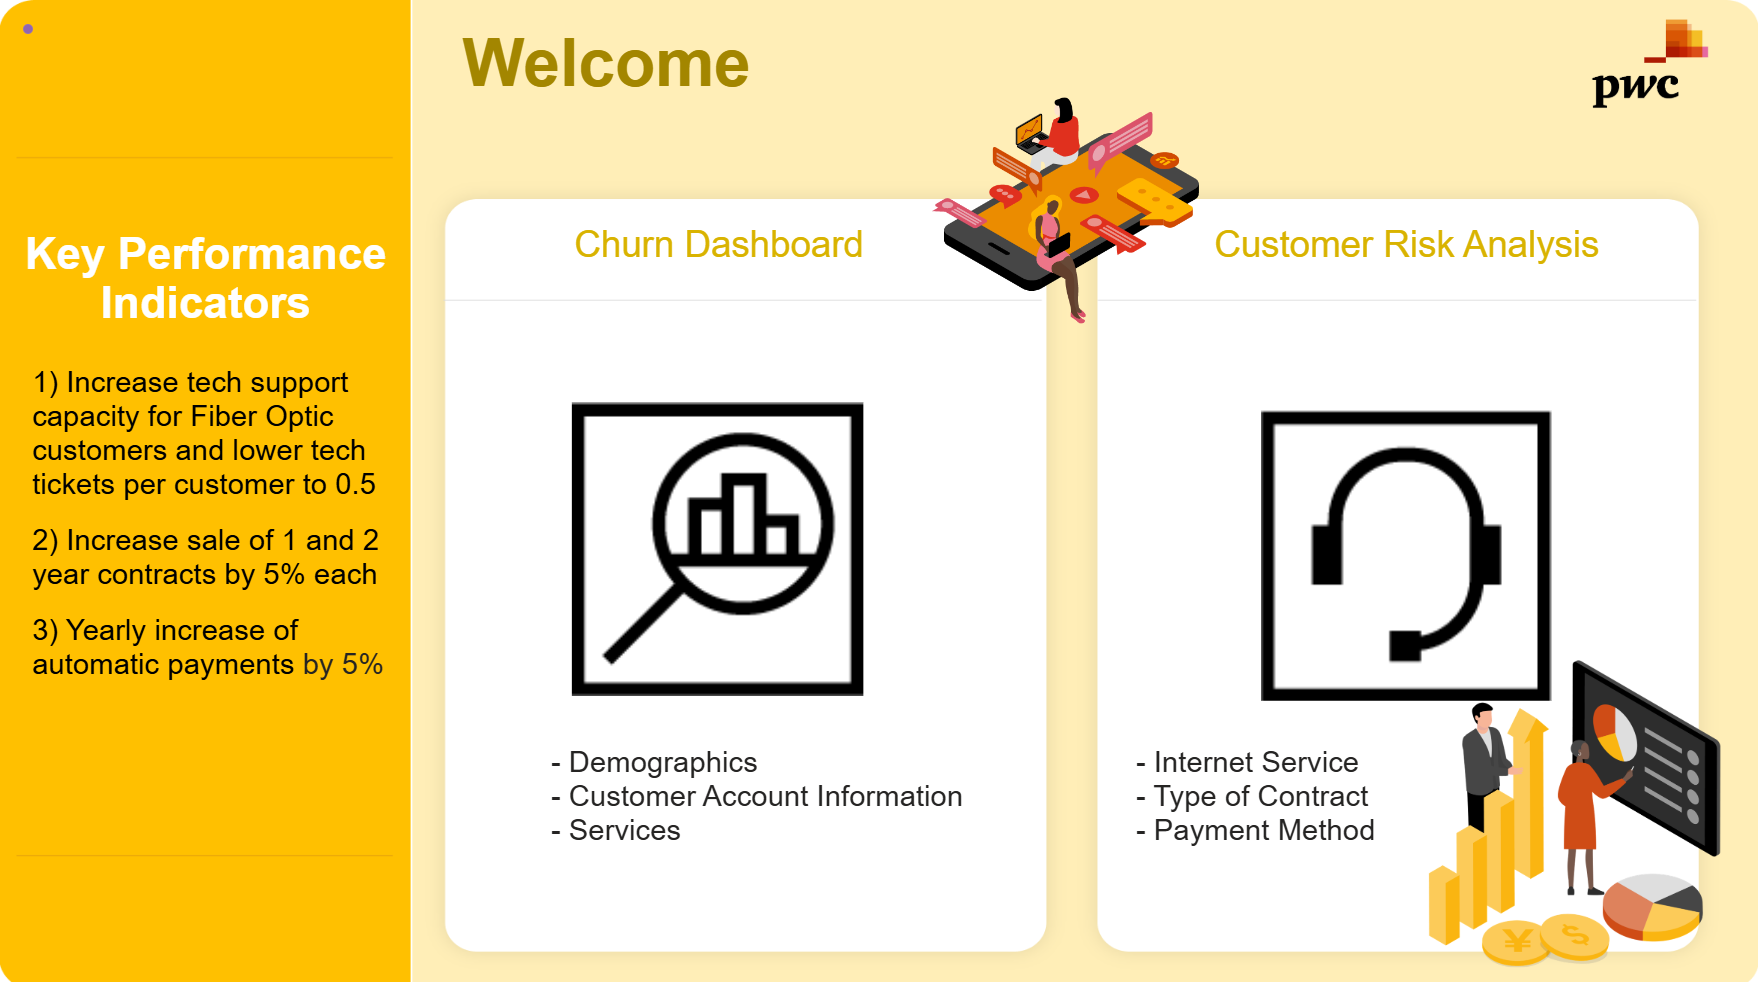 Welcome
pwc
Key Performance
Indicators
1) Increase tech support
capacity for Fiber Optic
customers and lower tech
tickets per customer to 0.5
2) Increase sale of 1 and 2
year contracts by 5% each
3) Yearly increase of
automatic payments by 5%
Churn Dashboard
- Demographics
- Customer Account Information
- Services
Customer Risk Analysis
- Internet Service
- Type of Contract
- Payment Method
¥
$